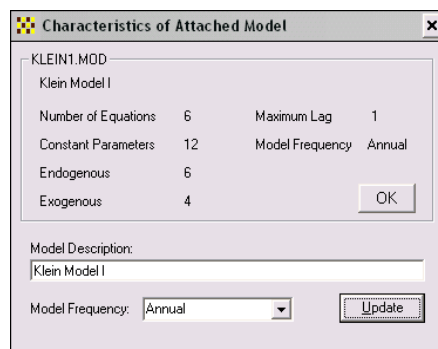 Characteristics of Attached Model
KLEIN1.MOD
Klein Model I
Number of Equations 6 Maximum Lag 1
Constant Parameters 12 Model Frequency Annual
Endogenous 6
Exogenous 4
OK
Model Description:
Klein Model I
Model Frequency: Annual Update